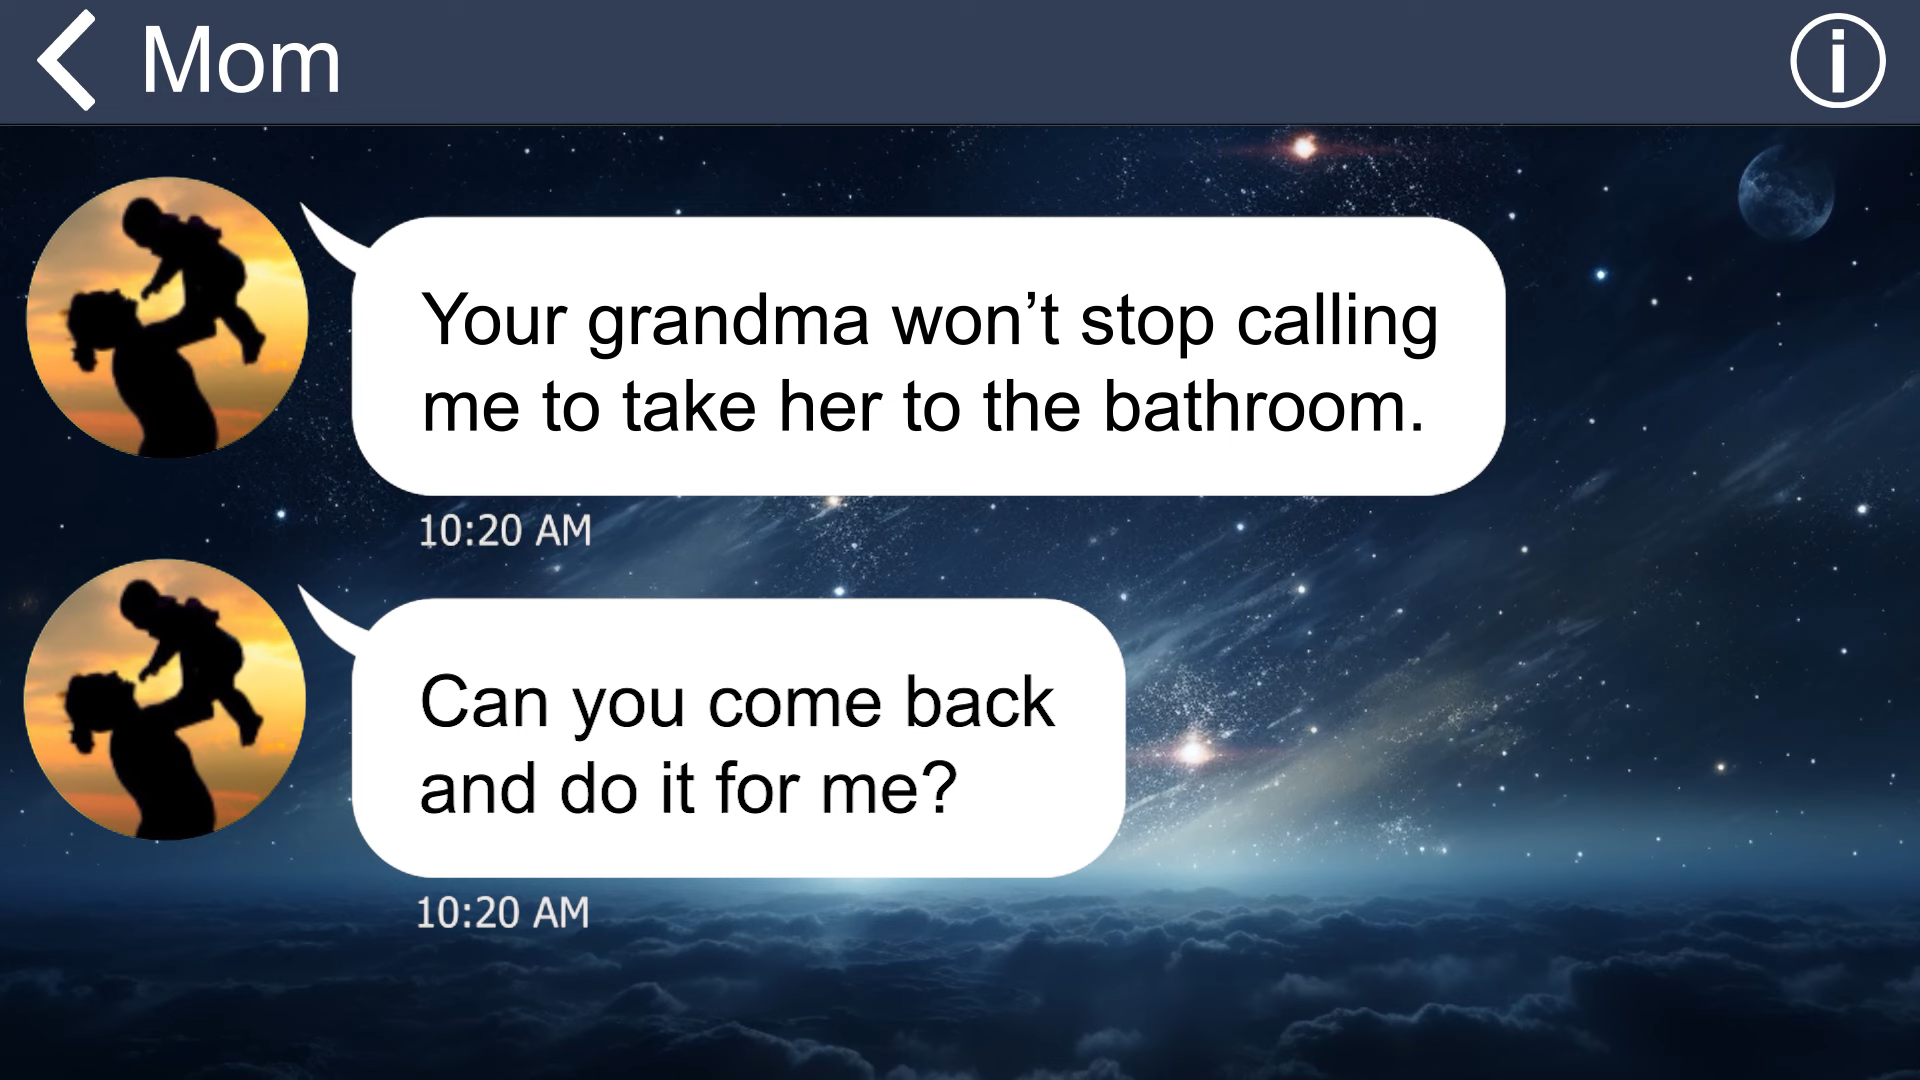 Mom
Your grandma won’t stop calling
me to take her to the bathroom.
10:20 AM
Can you come back
and do it for me?
10:20 AM